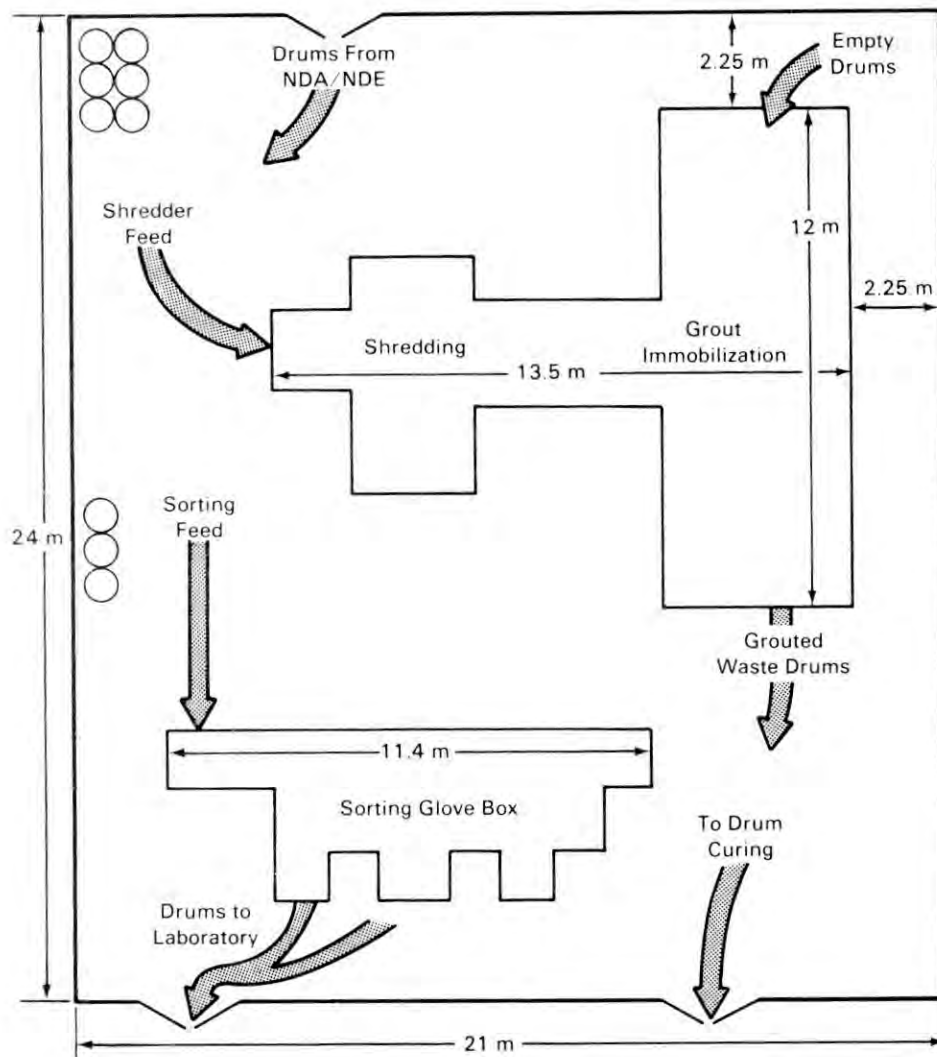 Drums From
NDA/NDE
2.25 m
Empty
Drums
Shredder
Feed
12 m
2.25 m
Shredding
Grout
Immobilization
13.5 m
Sorting
Feed
24 m
Grouted
Waste Drums
11.4 m
Sorting Glove Box
To Drum
Curing
Drums to
Laboratory
21 m